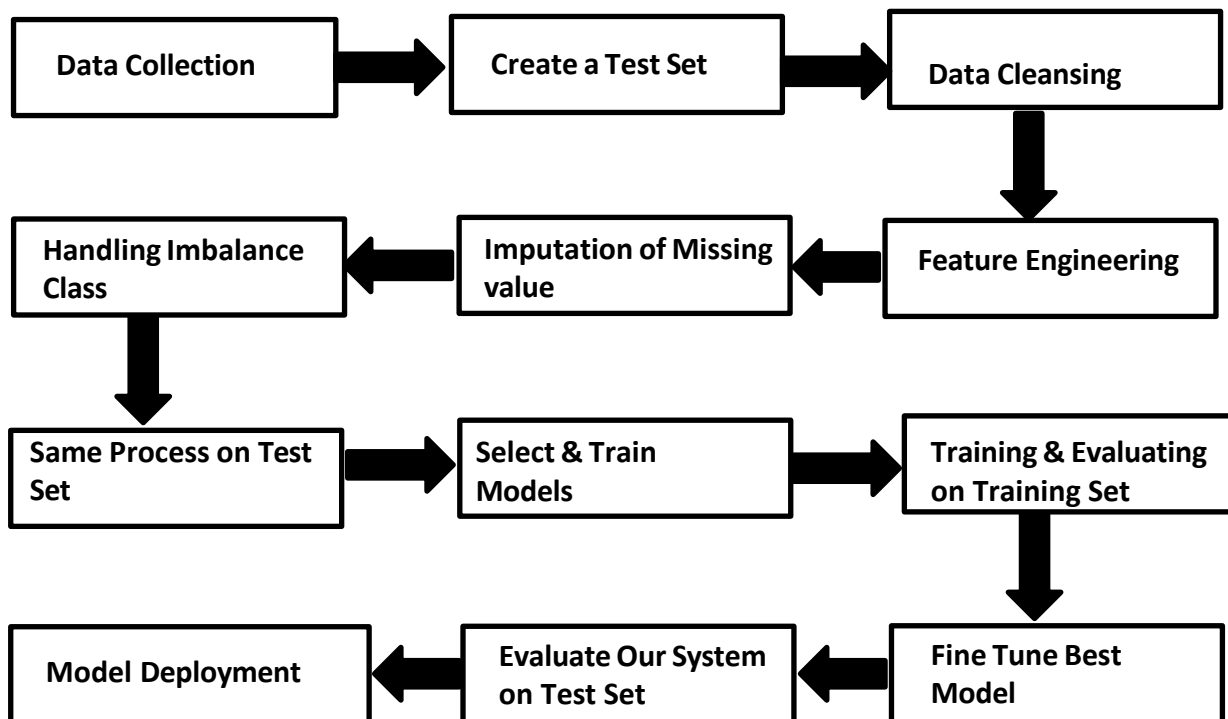 Data Collection
Create a Test Set
Data Cleansing
Feature Engineering
Imputation of Missing
value
Handling Imbalance
Class
Same Process on Test
Set
Select & Train
Models
Training & Evaluating
on Training Set
Fine Tune Best
Model
Evaluate Our System
on Test Set
Model Deployment